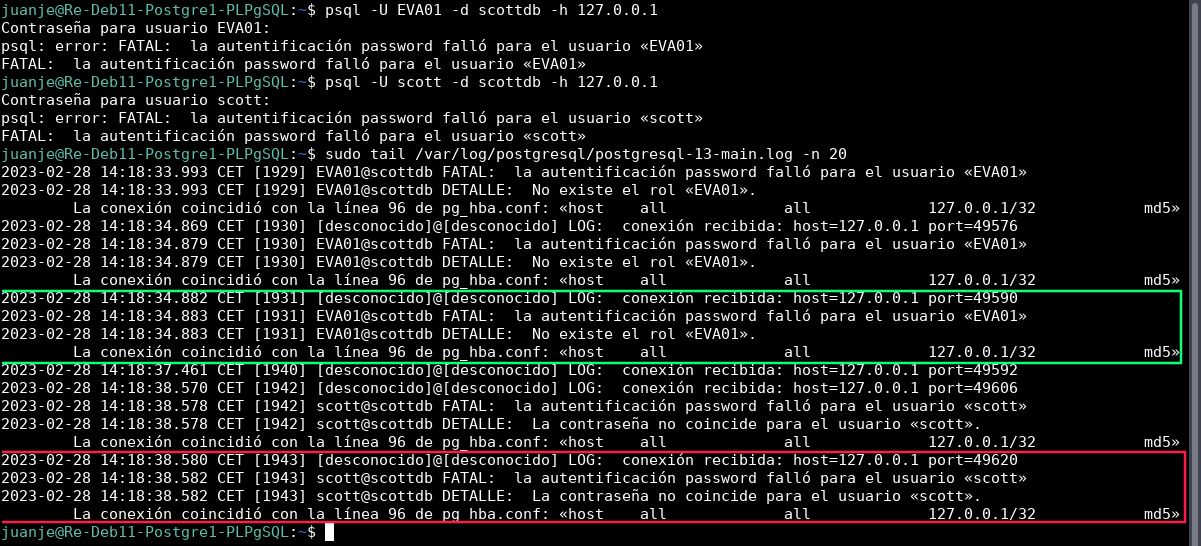 juanje@Re-Deb11-Postgre1-PLPgSQL:~$ psql -U EVA01 -d scottdb -h 127.0.0.1
Contraseña para usuario EVA01:
psql: error: FATAL:  la autentificación password falló para el usuario «EVA01»
FATAL:  la autentificación password falló para el usuario «EVA01»
juanje@Re-Deb11-Postgre1-PLPgSQL:~$ psql -U scott -d scottdb -h 127.0.0.1
Contraseña para usuario scott:
psql: error: FATAL:  la autentificación password falló para el usuario «scott»
FATAL:  la autentificación password falló para el usuario «scott»
juanje@Re-Deb11-Postgre1-PLPgSQL:~$ sudo tail /var/log/postgresql/postgresql-13-main.log -n 20
2023-02-28 14:18:33.993 CET [1929] EVA01@scottdb FATAL:  la autentificación password falló para el usuario «EVA01»
2023-02-28 14:18:33.993 CET [1929] EVA01@scottdb DETALLE:  No existe el rol «EVA01».
        La conexión coincidió con la línea 96 de pg_hba.conf: «host    all             all             127.0.0.1/32            md5»
2023-02-28 14:18:34.869 CET [1930] [desconocido]@[desconocido] LOG:  conexión recibida: host=127.0.0.1 port=49576
2023-02-28 14:18:34.879 CET [1930] EVA01@scottdb FATAL:  la autentificación password falló para el usuario «EVA01»
2023-02-28 14:18:34.879 CET [1930] EVA01@scottdb DETALLE:  No existe el rol «EVA01».
        La conexión coincidió con la línea 96 de pg_hba.conf: «host    all             all             127.0.0.1/32            md5»
2023-02-28 14:18:34.882 CET [1931] [desconocido]@[desconocido] LOG:  conexión recibida: host=127.0.0.1 port=49590
2023-02-28 14:18:34.883 CET [1931] EVA01@scottdb FATAL:  la autentificación password falló para el usuario «EVA01»
2023-02-28 14:18:34.883 CET [1931] EVA01@scottdb DETALLE:  No existe el rol «EVA01».
        La conexión coincidió con la línea 96 de pg_hba.conf: «host    all             all             127.0.0.1/32            md5»
2023-02-28 14:18:37.461 CET [1940] [desconocido]@[desconocido] LOG:  conexión recibida: host=127.0.0.1 port=49592
2023-02-28 14:18:38.570 CET [1942] [desconocido]@[desconocido] LOG:  conexión recibida: host=127.0.0.1 port=49606
2023-02-28 14:18:38.578 CET [1942] scott@scottdb FATAL:  la autentificación password falló para el usuario «scott»
2023-02-28 14:18:38.578 CET [1942] scott@scottdb DETALLE:  La contraseña no coincide para el usuario «scott».
        La conexión coincidió con la línea 96 de pg_hba.conf: «host    all             all             127.0.0.1/32            md5»
2023-02-28 14:18:38.580 CET [1943] [desconocido]@[desconocido] LOG:  conexión recibida: host=127.0.0.1 port=49620
2023-02-28 14:18:38.582 CET [1943] scott@scottdb FATAL:  la autentificación password falló para el usuario «scott»
2023-02-28 14:18:38.582 CET [1943] scott@scottdb DETALLE:  La contraseña no coincide para el usuario «scott».
        La conexión coincidió con la línea 96 de pg_hba.conf: «host    all             all             127.0.0.1/32            md5»
juanje@Re-Deb11-Postgre1-PLPgSQL:~$